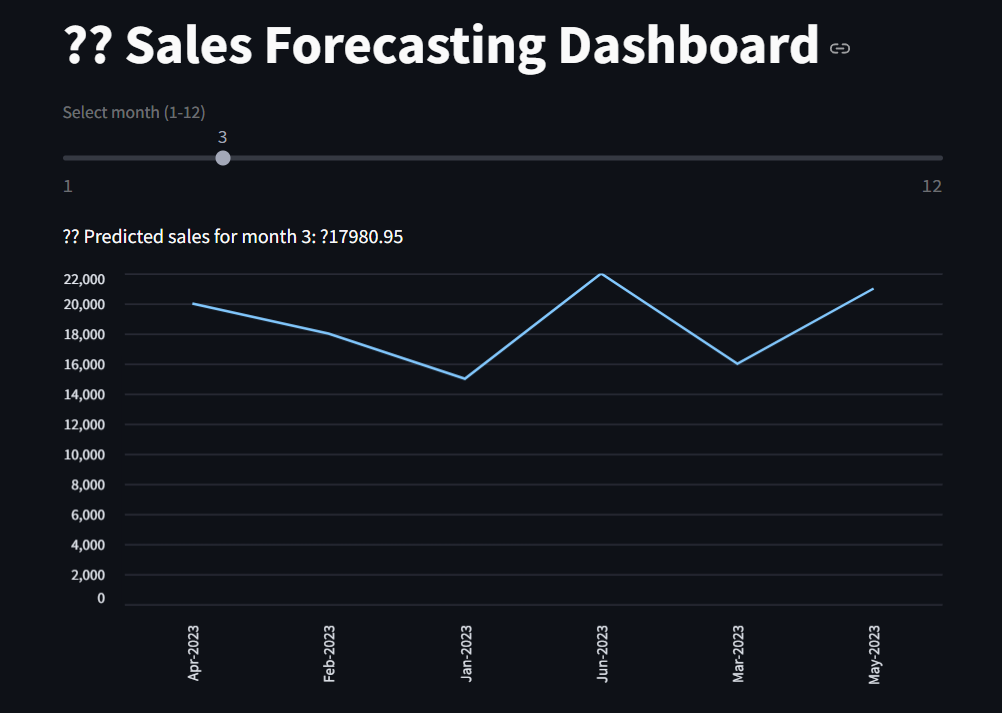 ?? Sales Forecasting Dashboard
Select month (1-12)
3
1
12
?? Predicted sales for month 3: ?17980.95
22,000
20,000
18,000
16,000
14,000
12,000
10,000
8,000
6,000
4,000
2,000
0
Apr-2023
Feb-2023
Jan-2023
Jun-2023
Mar-2023
May-2023